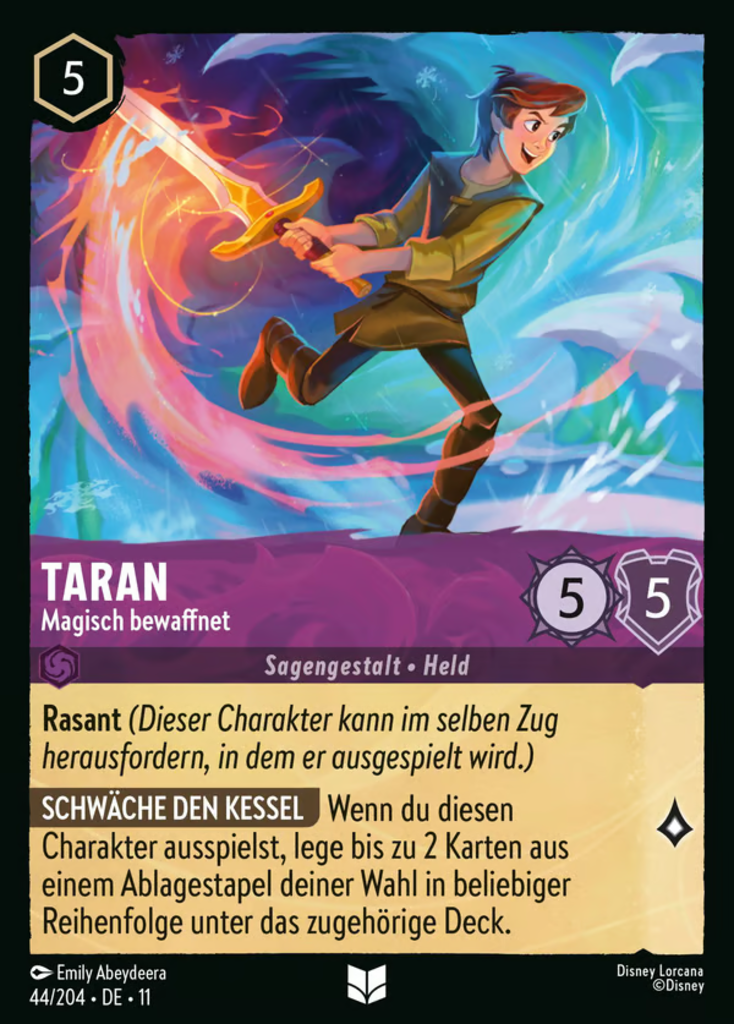 5
TARAN
Magisch bewaffnet
5 5
Sagengestalt • Held
Rasant (Dieser Charakter kann im selben Zug
herausfordern, in dem er ausgespielt wird.)
SCHWÄCHE DEN KESSEL Wenn du diesen
Charakter ausspielst, lege bis zu 2 Karten aus
einem Ablagestapel deiner Wahl in beliebiger
Reihenfolge unter das zugehörige Deck.
Emily Abeydeera
44/204 • DE • 11
Disney Lorcana
©Disney